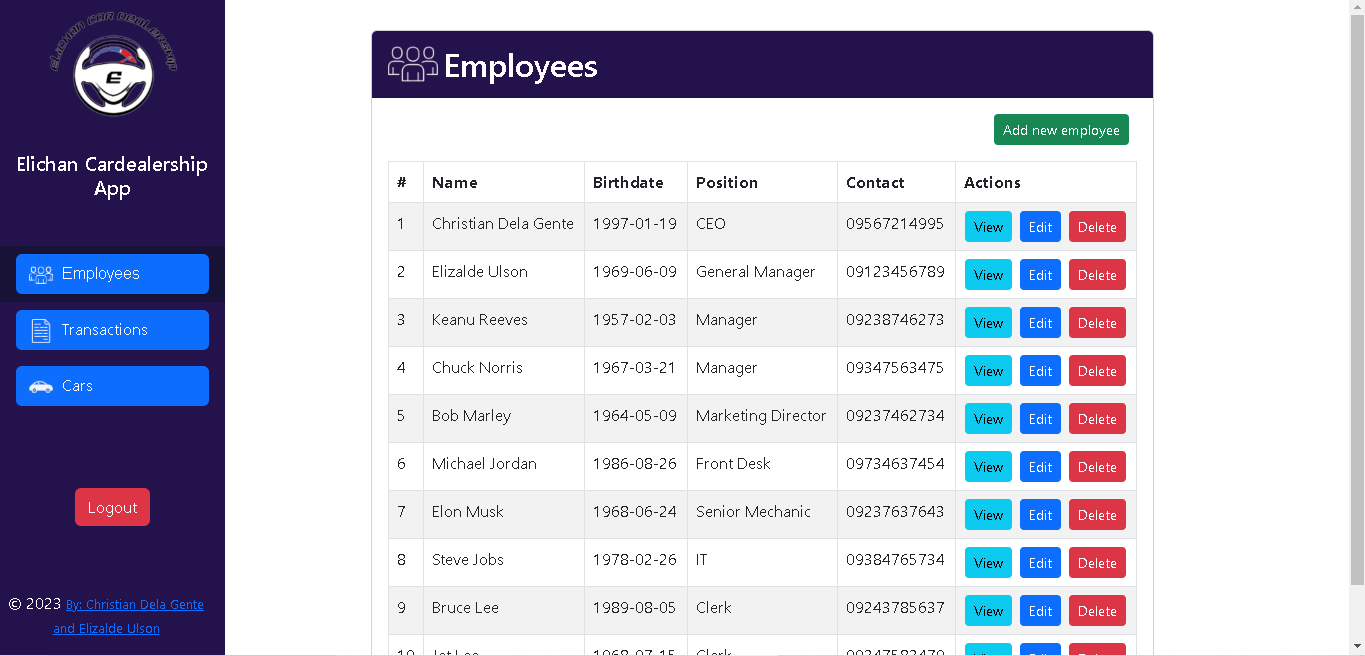 ELICHAN CAR DEALERSHIP
E
Elichan Cardealership
App
Employees
Transactions
Cars
Logout
© 2023 By: Christian Dela Gente
and Elizalde Ulson
Employees
Add new employee
# Name Birthdate Position Contact Actions
1 Christian Dela Gente 1997-01-19 CEO 09567214995 View Edit Delete
2 Elizalde Ulson 1969-06-09 General Manager 09123456789 View Edit Delete
3 Keanu Reeves 1957-02-03 Manager 09238746273 View Edit Delete
4 Chuck Norris 1967-03-21 Manager 09347563475 View Edit Delete
5 Bob Marley 1964-05-09 Marketing Director 09237462734 View Edit Delete
6 Michael Jordan 1986-08-26 Front Desk 09734637454 View Edit Delete
7 Elon Musk 1968-06-24 Senior Mechanic 09237637643 View Edit Delete
8 Steve Jobs 1978-02-26 IT 09384765734 View Edit Delete
9 Bruce Lee 1989-08-05 Clerk 09243785637 View Edit Delete